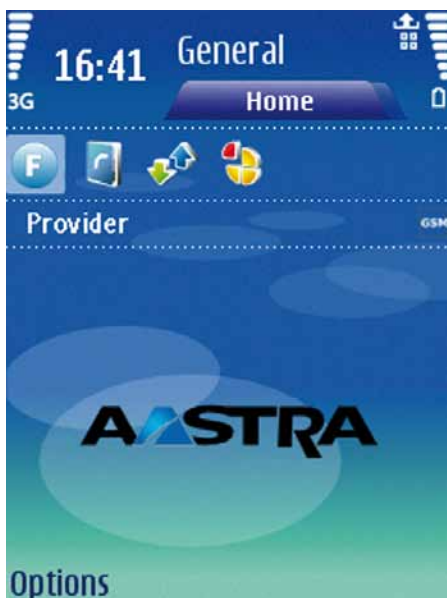 16:41
General
3G
Home
F
Provider
GSM
AASTRA
Options